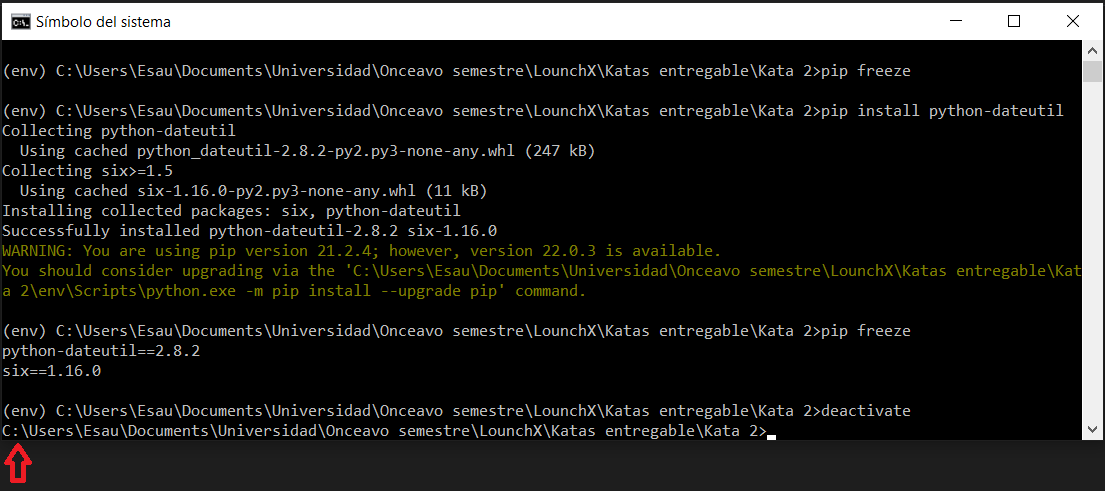 Símbolo del sistema
(env) C:\Users\Esau\Documents\Universidad\Onceavo semestre\LounchX\Katas entregable\Kata 2>pip freeze
(env) C:\Users\Esau\Documents\Universidad\Onceavo semestre\LounchX\Katas entregable\Kata 2>pip install python-dateutil
Collecting python-dateutil
  Using cached python_dateutil-2.8.2-py2.py3-none-any.whl (247 kB)
Collecting six>=1.5
  Using cached six-1.16.0-py2.py3-none-any.whl (11 kB)
Installing collected packages: six, python-dateutil
Successfully installed python-dateutil-2.8.2 six-1.16.0
WARNING: You are using pip version 21.2.4; however, version 22.0.3 is available.
You should consider upgrading via the 'C:\Users\Esau\Documents\Universidad\Onceavo semestre\LounchX\Katas entregable\Kat
a 2\env\Scripts\python.exe -m pip install --upgrade pip' command.
(env) C:\Users\Esau\Documents\Universidad\Onceavo semestre\LounchX\Katas entregable\Kata 2>pip freeze
python-dateutil==2.8.2
six==1.16.0
(env) C:\Users\Esau\Documents\Universidad\Onceavo semestre\LounchX\Katas entregable\Kata 2>deactivate
C:\Users\Esau\Documents\Universidad\Onceavo semestre\LounchX\Katas entregable\Kata 2>